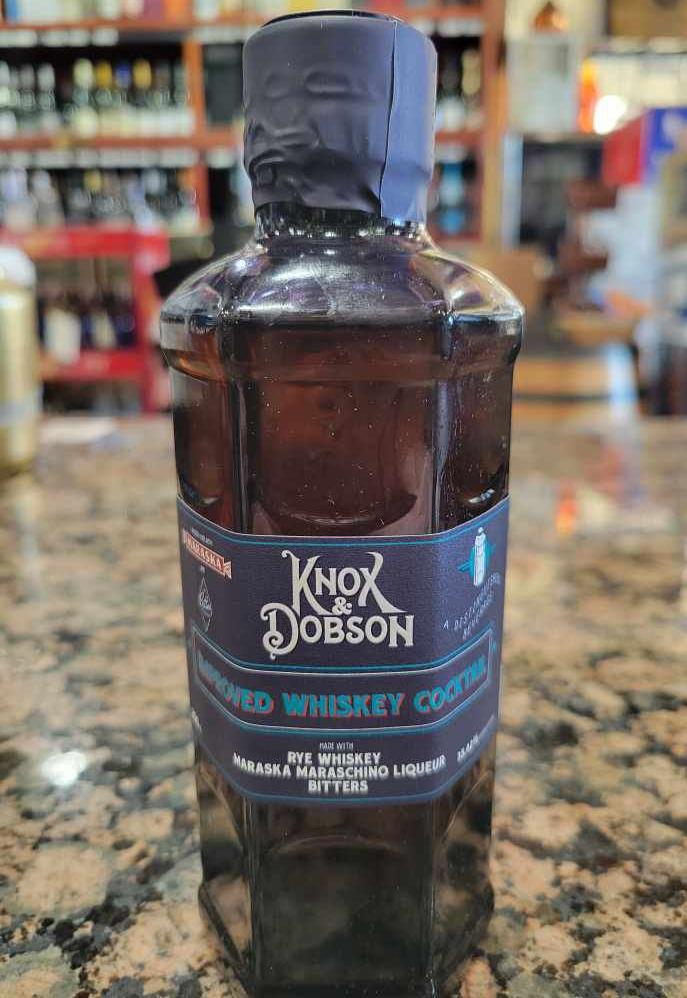 MARASKA
KNOX
&
DOBSON
IMPROVED WHISKEY COCKTAIL
MADE WITH
RYE WHISKEY
MARASKA MARASCHINO LIQUEUR
BITTERS